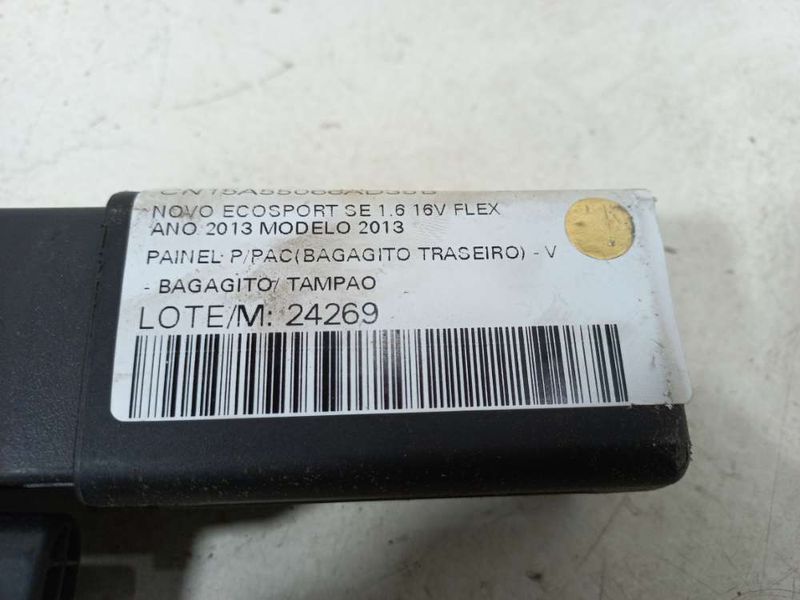 NOVO ECOSPORT SE 1.6 16V FLEX
ANO 2013 MODELO 2013
PAINEL P/PAC(BAGAGITO TRASEIRO) - V
- BAGAGITO/ TAMPAO
LOTE/M: 24269